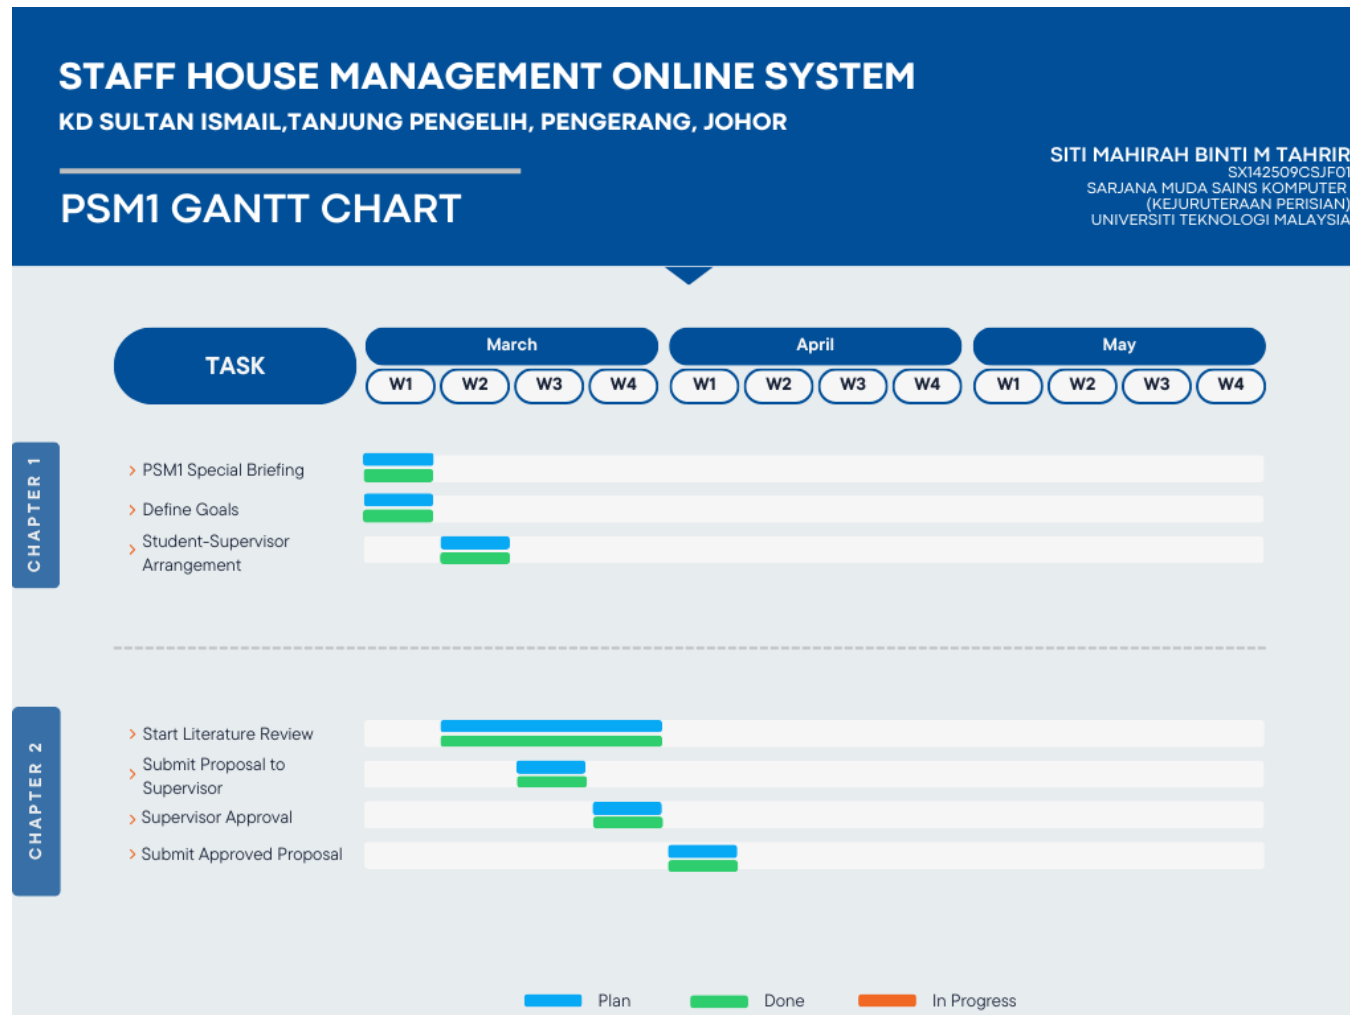 STAFF HOUSE MANAGEMENT ONLINE SYSTEM
KD SULTAN ISMAIL,TANJUNG PENGELIH, PENGERANG, JOHOR
PSM1 GANTT CHART
SITI MAHIRAH BINTI M TAHRIR
SX142509CSJF01
SARJANA MUDA SAINS KOMPUTER
(KEJURUTERAAN PERISIAN)
UNIVERSITI TEKNOLOGI MALAYSIA
TASK
March April May
W1 W2 W3 W4 W1 W2 W3 W4 W1 W2 W3 W4
CHAPTER 1
PSM1 Special Briefing
Define Goals
Student-Supervisor
Arrangement
CHAPTER 2
Start Literature Review
Submit Proposal to
Supervisor
Supervisor Approval
Submit Approved Proposal
Plan Done In Progress